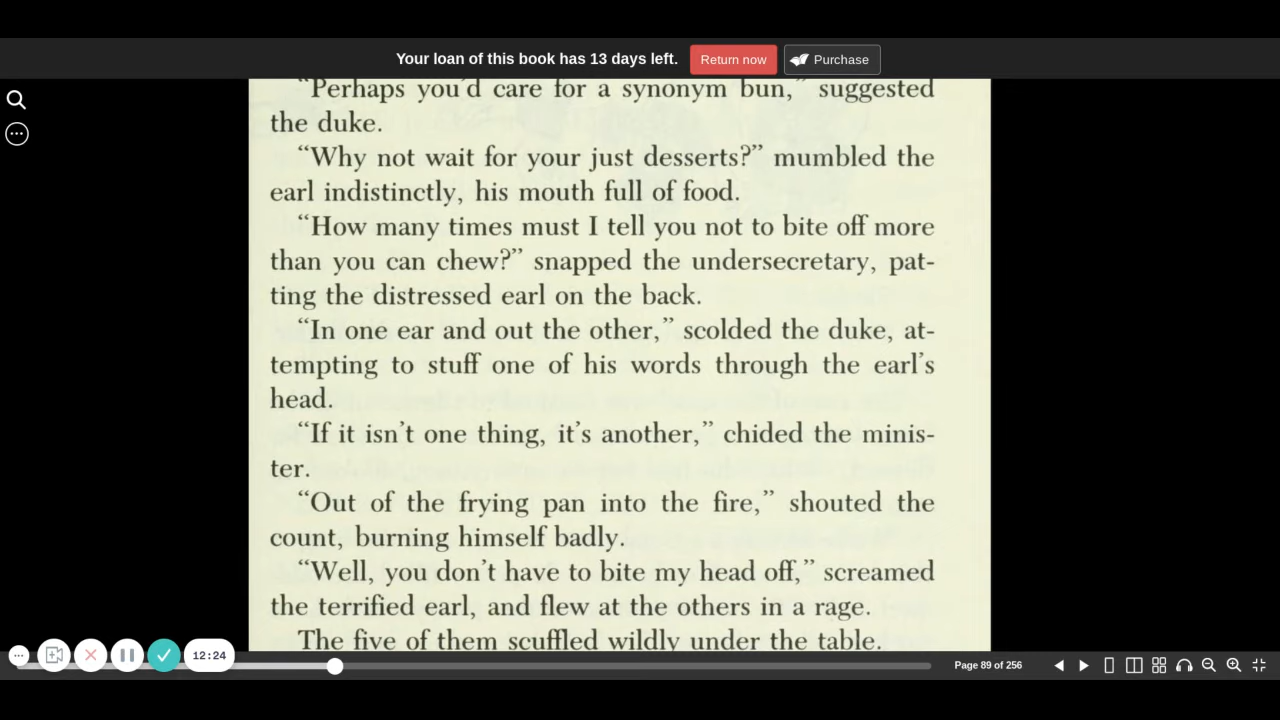 Your loan of this book has 13 days left. Return now Purchase
“Perhaps you’d care for a synonym bun,” suggested
the duke.
“Why not wait for your just desserts?” mumbled the
earl indistinctly, his mouth full of food.
“How many times must I tell you not to bite off more
than you can chew?” snapped the undersecretary, pat-
ting the distressed earl on the back.
“In one ear and out the other,” scolded the duke, at-
tempting to stuff one of his words through the earl’s
head.
“If it isn’t one thing, it’s another,” chided the minis-
ter.
“Out of the frying pan into the fire,” shouted the
count, burning himself badly.
“Well, you don’t have to bite my head off,” screamed
the terrified earl, and flew at the others in a rage.
The five of them scuffled wildly under the table.
12:24
Page 89 of 256